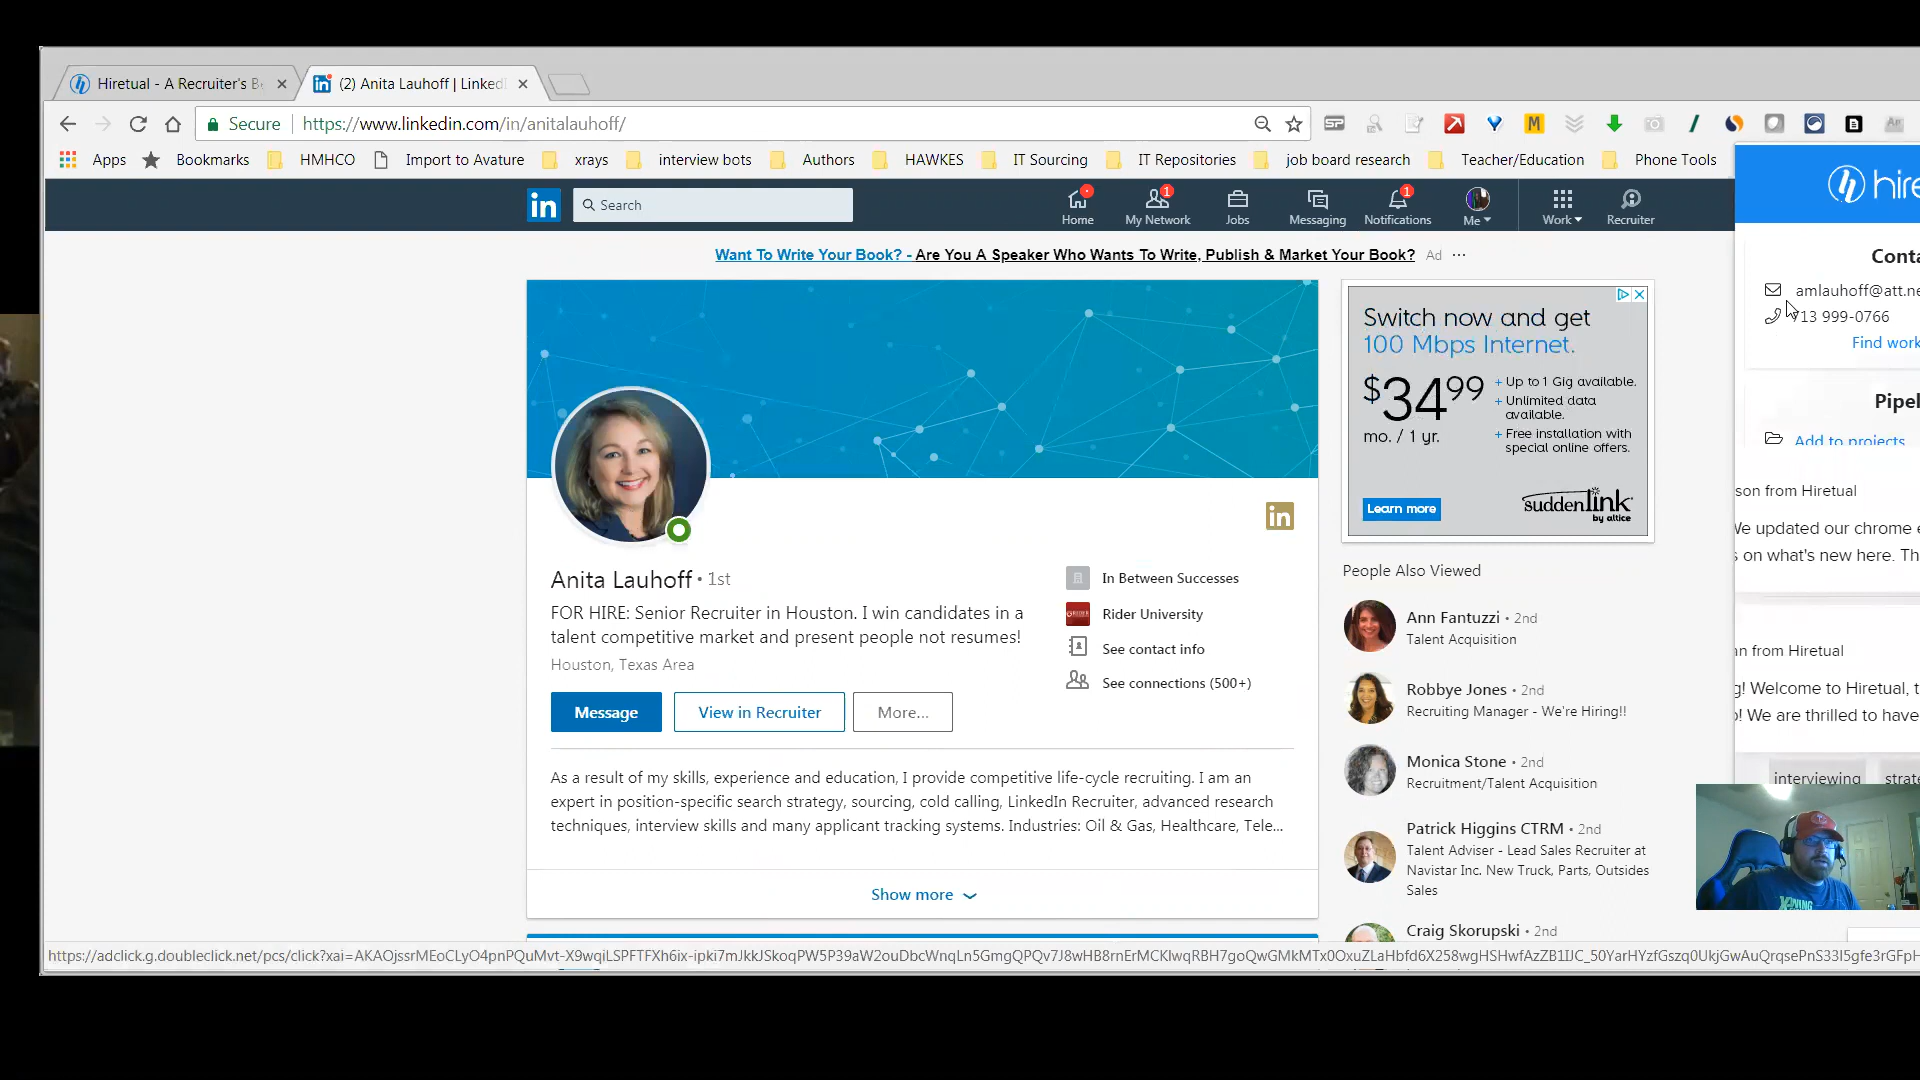 Hiretual - A Recruiter's B
(2) Anita Lauhoff | Linked
Secure
https://www.linkedin.com/in/anitalauhoff/
Apps
Bookmarks
HMHCO
Import to Avature
xrays
interview bots
Authors
HAWKES
IT Sourcing
IT Repositories
job board research
Teacher/Education
Phone Tools
in
Search
Home
1
My Network
Jobs
Messaging
1
Notifications
Me
Work
Recruiter
Want To Write Your Book? - Are You A Speaker Who Wants To Write, Publish & Market Your Book?
Ad
Anita Lauhoff • 1st
FOR HIRE: Senior Recruiter in Houston. I win candidates in a
talent competitive market and present people not resumes!
Houston, Texas Area
Message
View in Recruiter
More...
in
In Between Successes
Rider University
See contact info
See connections (500+)
As a result of my skills, experience and education, I provide competitive life-cycle recruiting. I am an
expert in position-specific search strategy, sourcing, cold calling, LinkedIn Recruiter, advanced research
techniques, interview skills and many applicant tracking systems. Industries: Oil & Gas, Healthcare, Tele...
Show more
Switch now and get
100 Mbps Internet.
$34.99
mo. / 1 yr.
+ Up to 1 Gig available.
+ Unlimited data
available.
+ Free installation with
special online offers.
Learn more
suddenlink
by altice
People Also Viewed
Ann Fantuzzi • 2nd
Talent Acquisition
Robbye Jones • 2nd
Recruiting Manager - We're Hiring!!
Monica Stone • 2nd
Recruitment/Talent Acquisition
Patrick Higgins CTRM • 2nd
Talent Adviser - Lead Sales Recruiter at
Navistar Inc. New Truck, Parts, Outsides
Sales
Craig Skorupski • 2nd
hire
Conta
amlauhoff@att.ne
713 999-0766
Find work
Pipel
Add to projects
son from Hiretual
We updated our chrome e
s on what's new here. Th
n from Hiretual
g! Welcome to Hiretual, t
o! We are thrilled to have
interviewing
strate